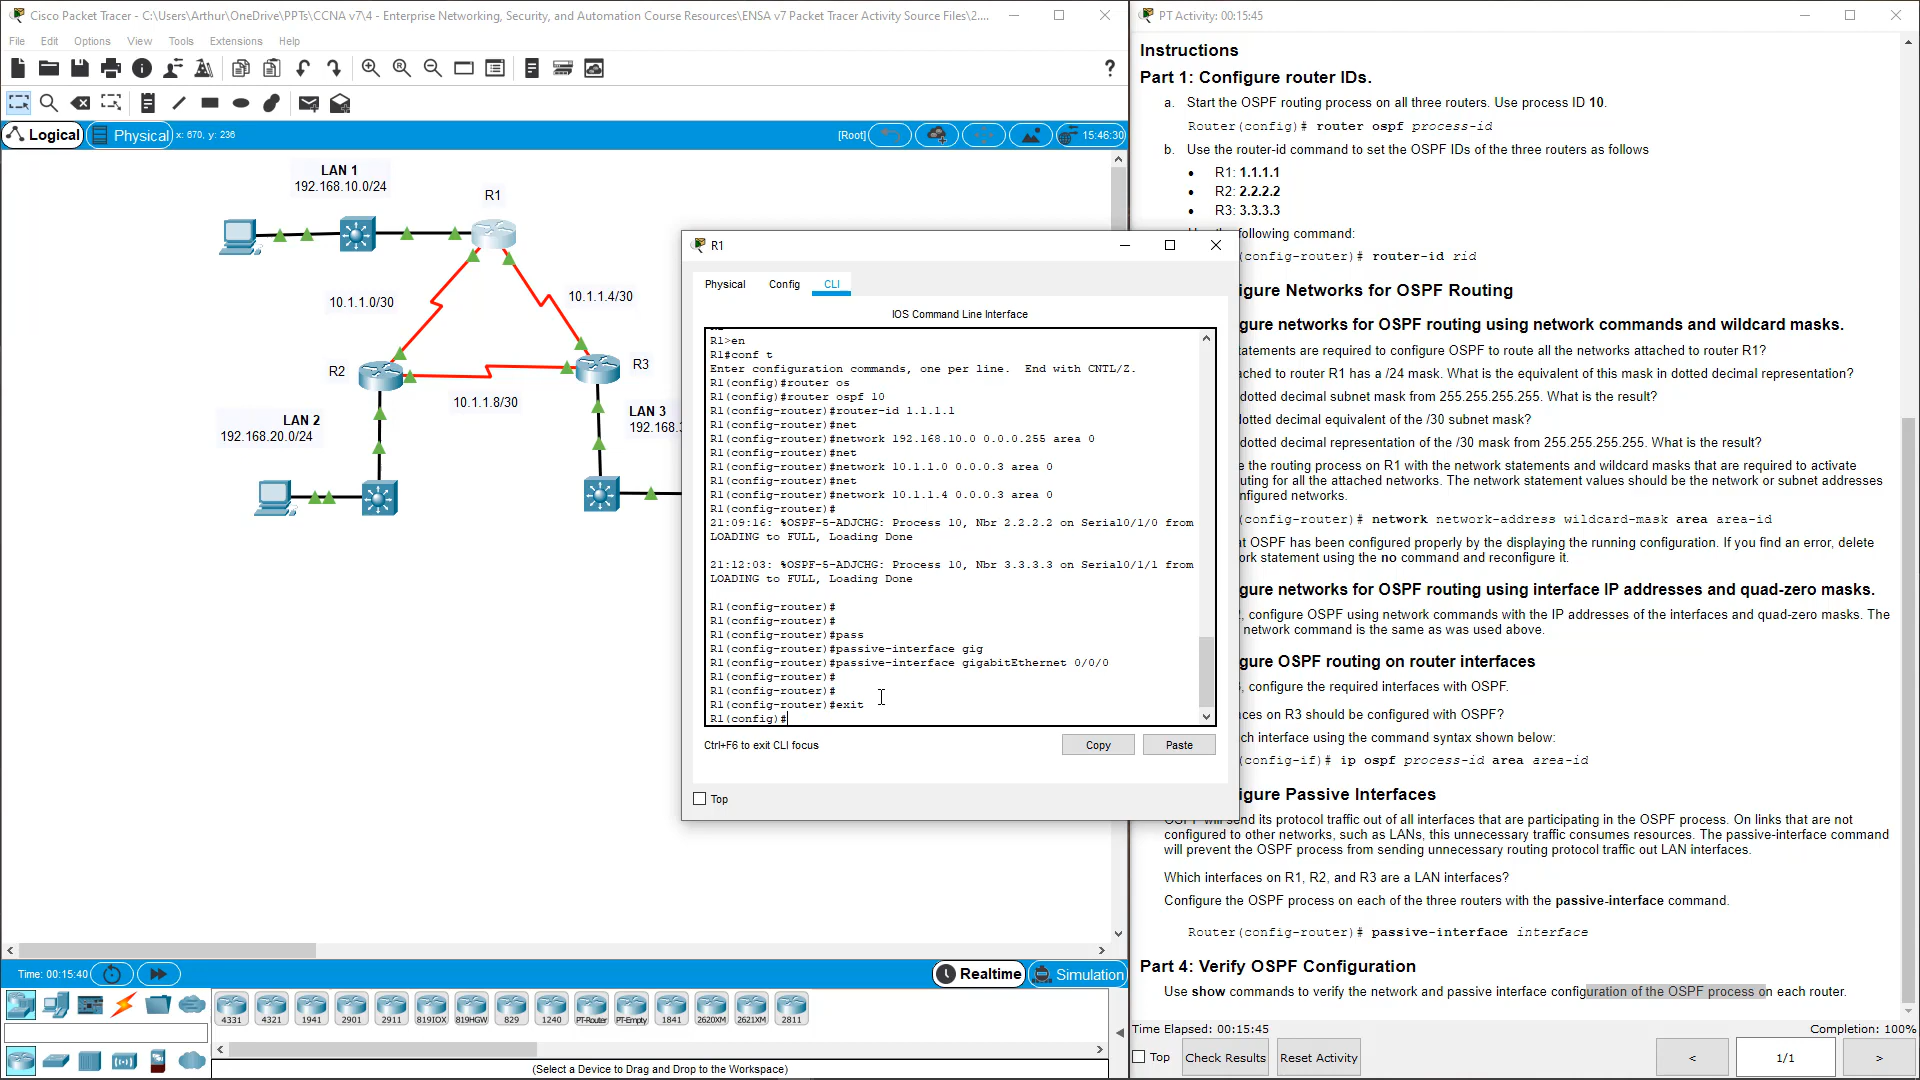 Cisco Packet Tracer - C:\Users\Arthur\OneDrive\PPTs\CCNA v7\4 - Enterprise Networking, Security, and Automation Course Resources\ENSA v7 Packet Tracer Activity Source Files\2....
File Edit Options View Tools Extensions Help
Logical Physical x: 670, y: 236
[Root] 15:46:30
LAN 1
192.168.10.0/24
R1
10.1.1.0/30
10.1.1.4/30
R2
R3
10.1.1.8/30
LAN 2
192.168.20.0/24
LAN 3
192.168.
R1
Physical Config CLI
IOS Command Line Interface
R1>en
R1#conf t
Enter configuration commands, one per line. End with CNTL/Z.
R1(config)#router os
R1(config)#router ospf 10
R1(config-router)#router-id 1.1.1.1
R1(config-router)#net
R1(config-router)#network 192.168.10.0 0.0.0.255 area 0
R1(config-router)#net
R1(config-router)#network 10.1.1.0 0.0.0.3 area 0
R1(config-router)#net
R1(config-router)#network 10.1.1.4 0.0.0.3 area 0
R1(config-router)#
21:09:16: %OSPF-5-ADJCHG: Process 10, Nbr 2.2.2.2 on Serial0/1/0 from
LOADING to FULL, Loading Done
21:12:03: %OSPF-5-ADJCHG: Process 10, Nbr 3.3.3.3 on Serial0/1/1 from
LOADING to FULL, Loading Done
R1(config-router)#
R1(config-router)#
R1(config-router)#pass
R1(config-router)#passive-interface gig
R1(config-router)#passive-interface gigabitEthernet 0/0/0
R1(config-router)#
R1(config-router)#
R1(config-router)#exit
R1(config)#
Ctrl+F6 to exit CLI focus
Copy
Paste
Top
Time: 00:15:40
Realtime
Simulation
4331 4321 1941 2901 2911 819IOX 819HGW 829 1240 PT-Router PT-Empty 1841 2620XM 2621XM 2811
(Select a Device to Drag and Drop to the Workspace)
PT Activity: 00:15:45
Instructions
Part 1: Configure router IDs.
a. Start the OSPF routing process on all three routers. Use process ID 10.
Router(config)# router ospf process-id
b. Use the router-id command to set the OSPF IDs of the three routers as follows
• R1: 1.1.1.1
• R2: 2.2.2.2
• R3: 3.3.3.3
following command:
(config-router)# router-id rid
igure Networks for OSPF Routing
gure networks for OSPF routing using network commands and wildcard masks.
atements are required to configure OSPF to route all the networks attached to router R1?
ached to router R1 has a /24 mask. What is the equivalent of this mask in dotted decimal representation?
dotted decimal subnet mask from 255.255.255.255. What is the result?
dotted decimal equivalent of the /30 subnet mask?
dotted decimal representation of the /30 mask from 255.255.255.255. What is the result?
e the routing process on R1 with the network statements and wildcard masks that are required to activate
uting for all the attached networks. The network statement values should be the network or subnet addresses
nfigured networks.
(config-router)# network network-address wildcard-mask area area-id
at OSPF has been configured properly by the displaying the running configuration. If you find an error, delete
rk statement using the no command and reconfigure it.
gure networks for OSPF routing using interface IP addresses and quad-zero masks.
, configure OSPF using network commands with the IP addresses of the interfaces and quad-zero masks. The
network command is the same as was used above.
gure OSPF routing on router interfaces
, configure the required interfaces with OSPF.
ces on R3 should be configured with OSPF?
ch interface using the command syntax shown below:
(config-if)# ip ospf process-id area area-id
igure Passive Interfaces
OSPF will send its protocol traffic out of all interfaces that are participating in the OSPF process. On links that are not
configured to other networks, such as LANs, this unnecessary traffic consumes resources. The passive-interface command
will prevent the OSPF process from sending unnecessary routing protocol traffic out LAN interfaces.
Which interfaces on R1, R2, and R3 are a LAN interfaces?
Configure the OSPF process on each of the three routers with the passive-interface command.
Router(config-router)# passive-interface interface
Part 4: Verify OSPF Configuration
Use show commands to verify the network and passive interface configuration of the OSPF process on each router.
Time Elapsed: 00:15:45
Completion: 100%
Top
Check Results
Reset Activity
<
1/1
>